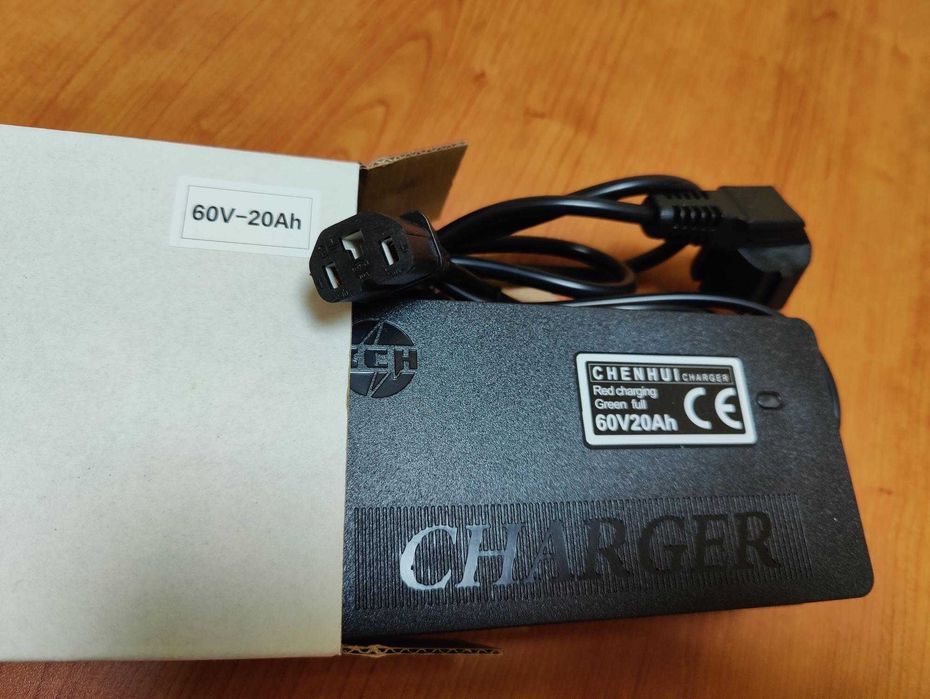 60V-20Ah
CHENHUI CHARGER
Red charging
Green full
60V20Ah
CE
CHARGER